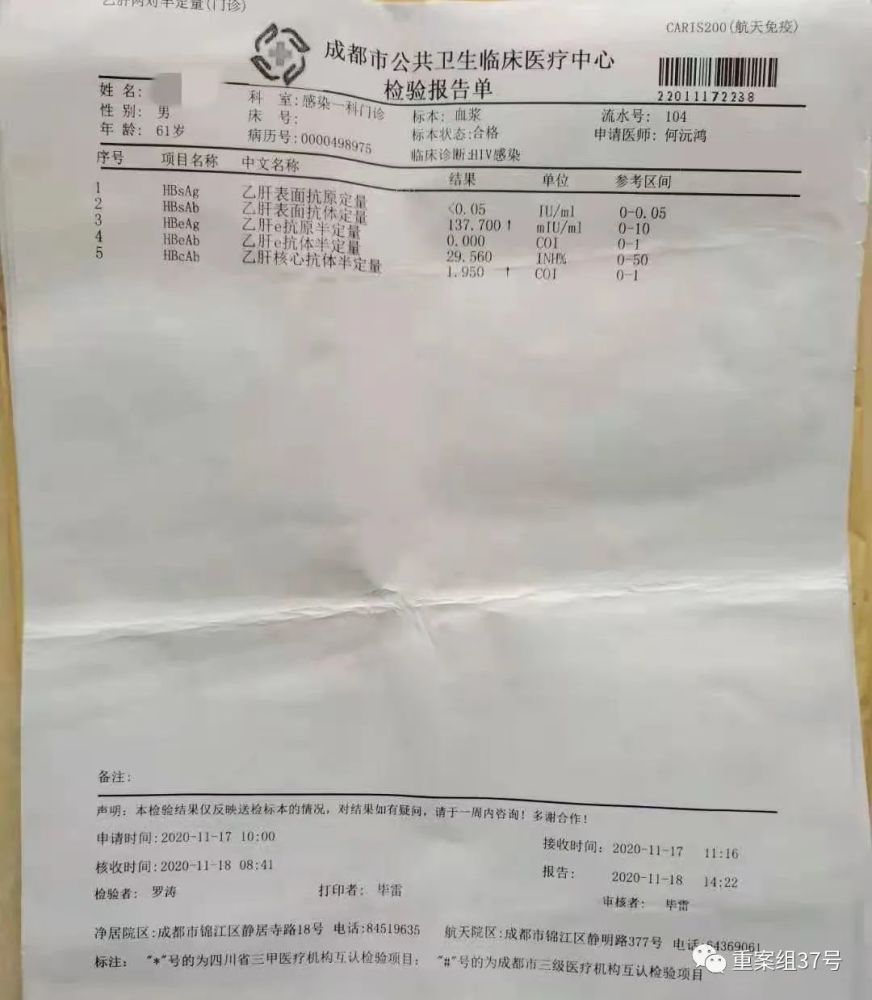 乙肝两对半定量(门诊)
CARIS200(航天免疫)
成都市公共卫生临床医疗中心
检验报告单
22011172238
姓 名:
科 室:感染一科门诊 标本:血浆 流水号: 104
性 别: 男 床 号: 标本状态:合格 申请医师: 何沅鸿
年 龄: 61岁 病历号:0000498975 临床诊断:HIV感染
序号 项目名称 中文名称 结果 单位 参考区间
1 HBsAg 乙肝表面抗原定量 <0.05 IU/ml 0-0.05
2 HBsAb 乙肝表面抗体定量 137.700↑ mIU/ml 0-10
3 HBeAg 乙肝e抗原半定量 0.000 COI 0-1
4 HBeAb 乙肝e抗体半定量 29.560 INH% 0-50
5 HBcAb 乙肝核心抗体半定量 1.950 ↑ COI 0-1
备注:
声明: 本检验结果仅反映送检标本的情况, 对结果如有疑问, 请于一周内咨询! 多谢合作!
申请时间:2020-11-17 10:00 接收时间: 2020-11-17 11:16
核收时间:2020-11-18 08:41 报告: 2020-11-18 14:22
检验者: 罗涛 打印者: 毕雷 审核者: 毕雷
净居院区:成都市锦江区静居寺路18号 电话:84519635 航天院区:成都市锦江区静明路377号 电话:64369061
标注: "*"号的为四川省三甲医疗机构互认检验项目; "#"号的为成都市三级医疗机构互认检验项目
重案组37号